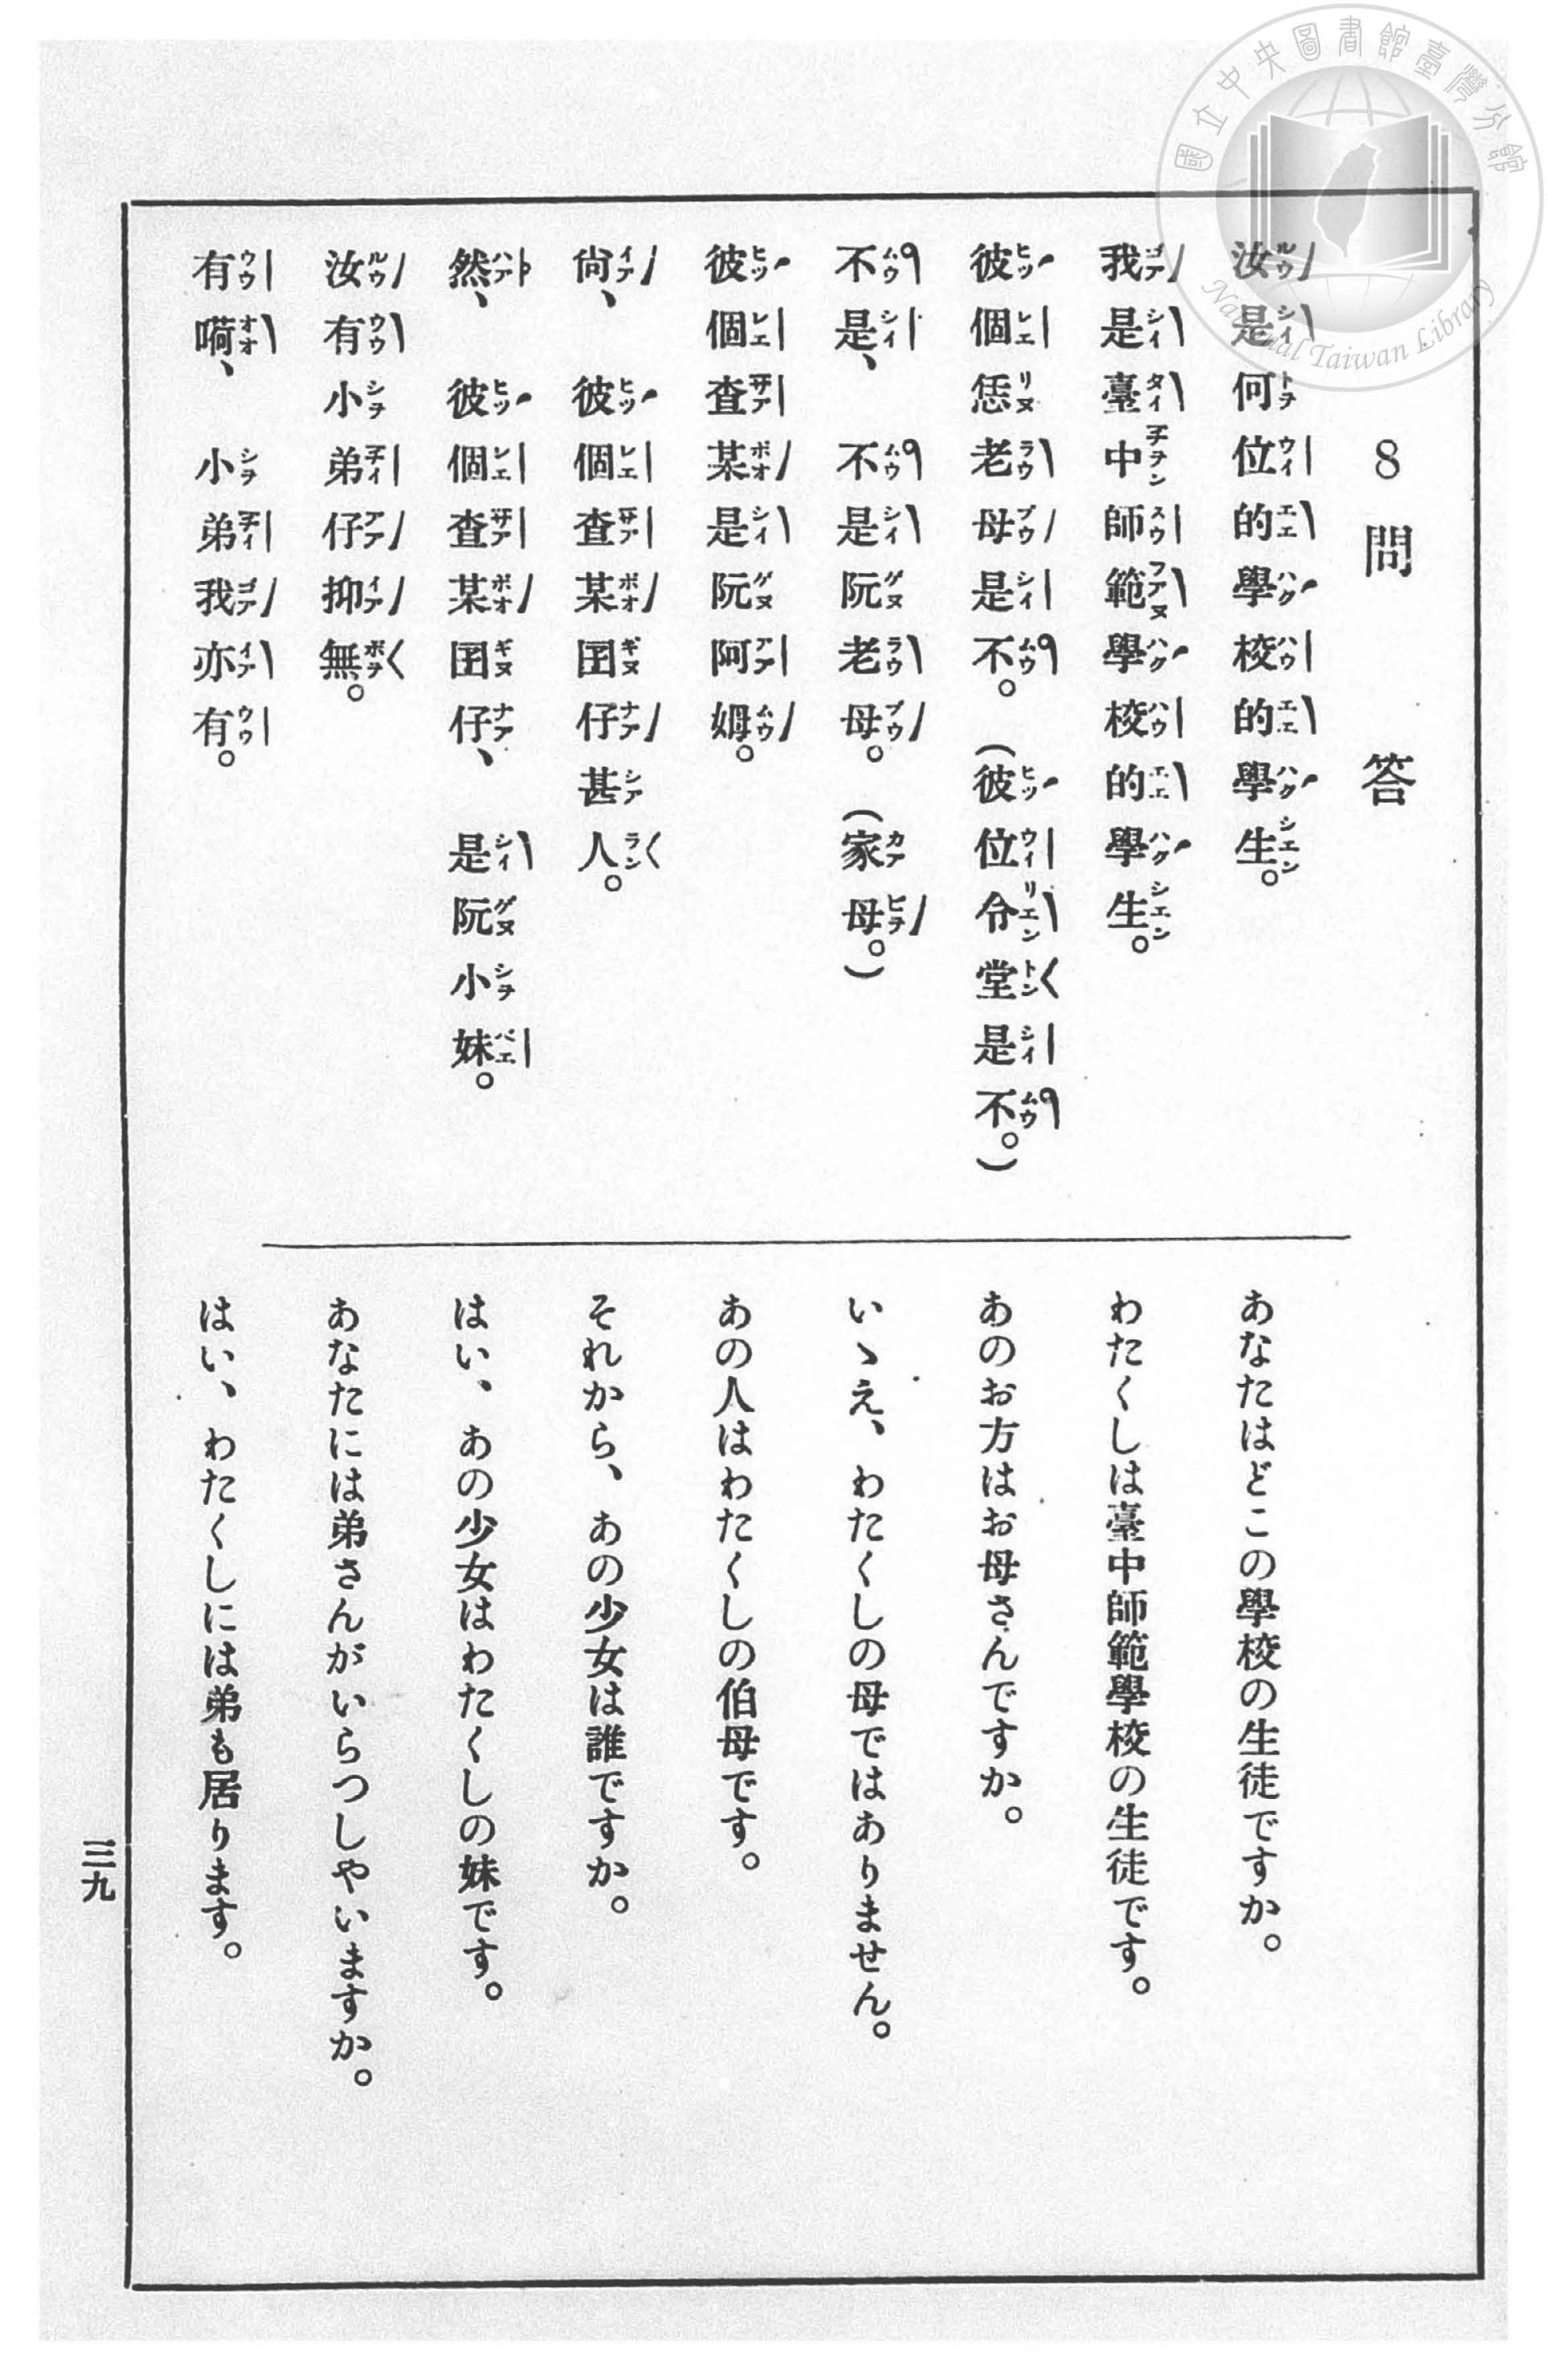 國立中央圖書館臺灣分館
National Taiwan Library
8 問 答
汝是何位的學校的學生。
我是臺中師範學校的學生。
彼個恁老母是不。(彼位令堂是不。)
不是、不是阮老母。(家母。)
彼個查某是阮阿姆。
尙、彼個查某囝仔甚人。
然、彼個查某囝仔、是阮小妹。
汝有小弟仔抑無。
有㗿、小弟我亦有。
あなたはどこの學校の生徒ですか。
わたくしは臺中師範學校の生徒です。
あのお方はお母さんですか。
いゝえ、わたくしの母ではありません。
あの人はわたくしの伯母です。
それから、あの少女は誰ですか。
はい、あの少女はわたくしの妹です。
あなたには弟さんがいらつしやいますか。
はい、わたくしには弟も居ります。
三九